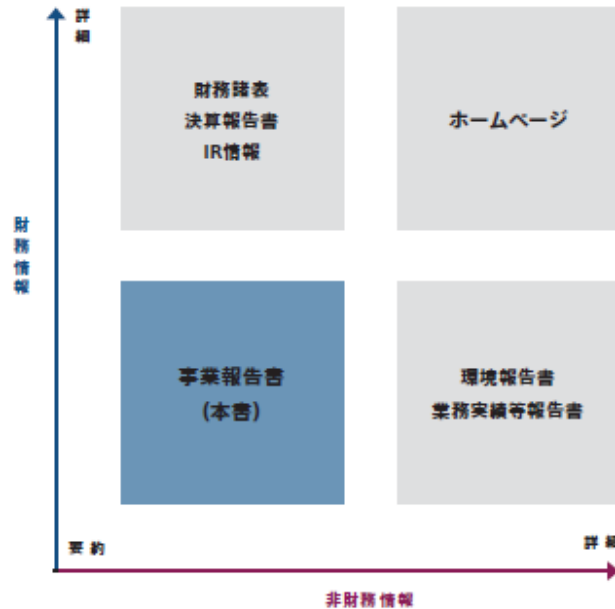 詳細
財務諸表
決算報告書
IR情報
ホームページ
財務情報
事業報告書
(本書)
環境報告書
業務実績等報告書
要約
詳細
非財務情報